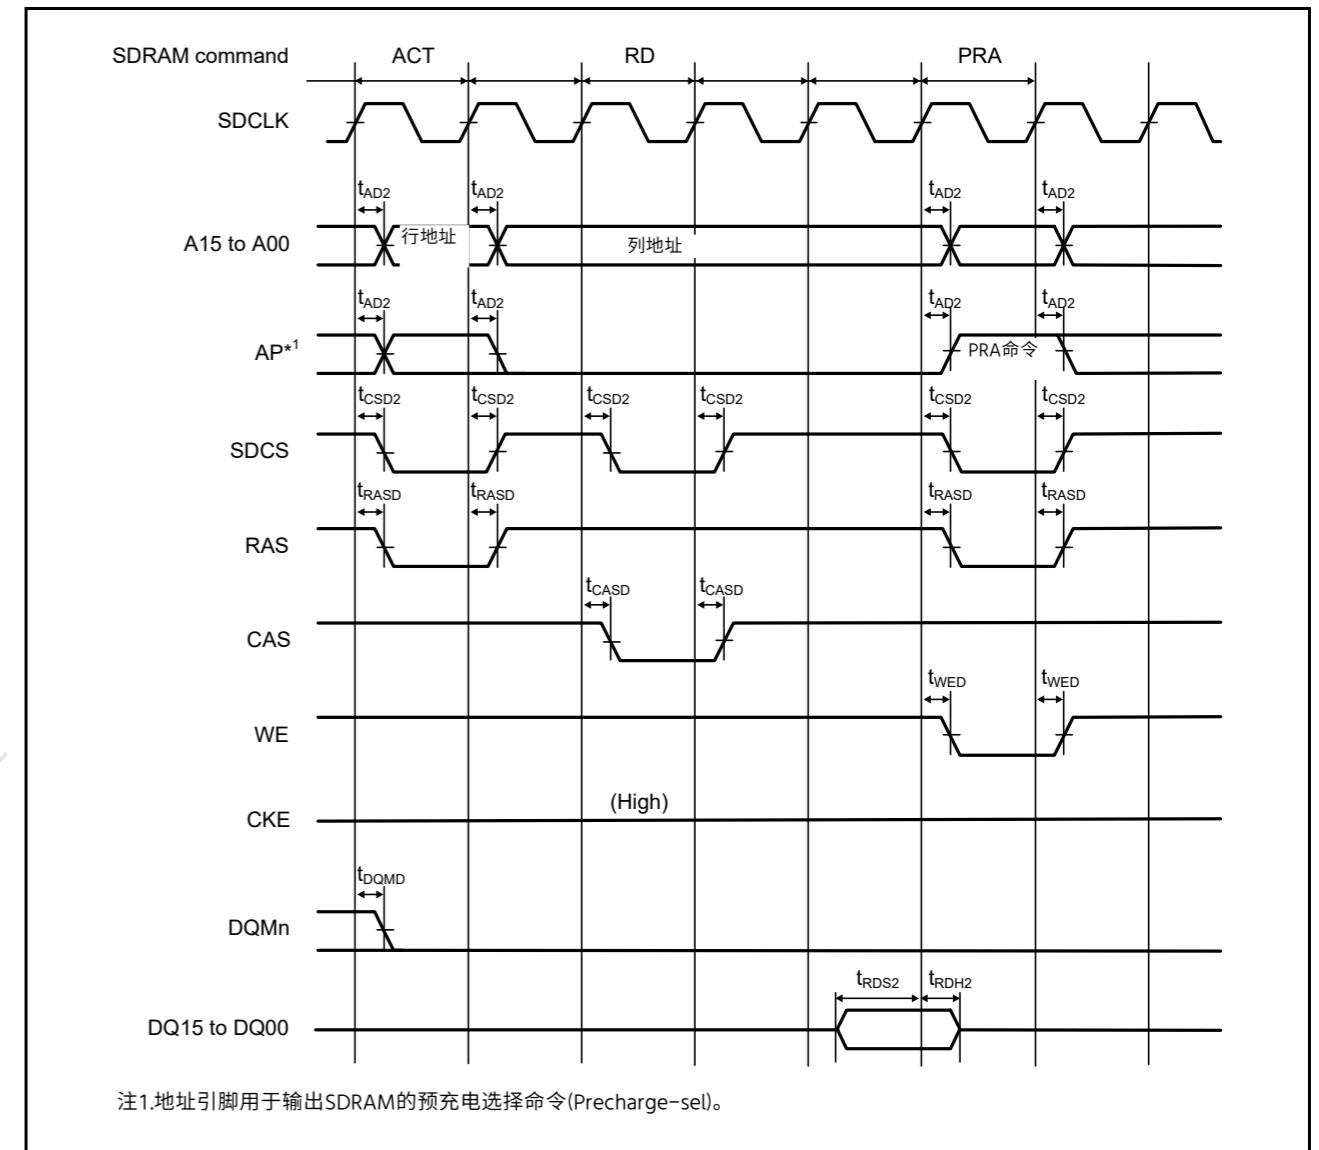 SDRAM command ACT RD PRA
SDCLK
tAD2 tAD2 tAD2 tAD2
A15 to A00 行地址 列地址
tAD2 tAD2 tAD2 tAD2
AP*1 PRA命令
tCSD2 tCSD2 tCSD2 tCSD2 tCSD2 tCSD2
SDCS
tRASD tRASD tRASD tRASD
RAS
tCASD tCASD
CAS
tWED tWED
WE
(High)
CKE
tDQMD
DQMn
tRDS2 tRDH2
DQ15 to DQ00
注1.地址引脚用于输出SDRAM的预充电选择命令(Precharge-sel)。